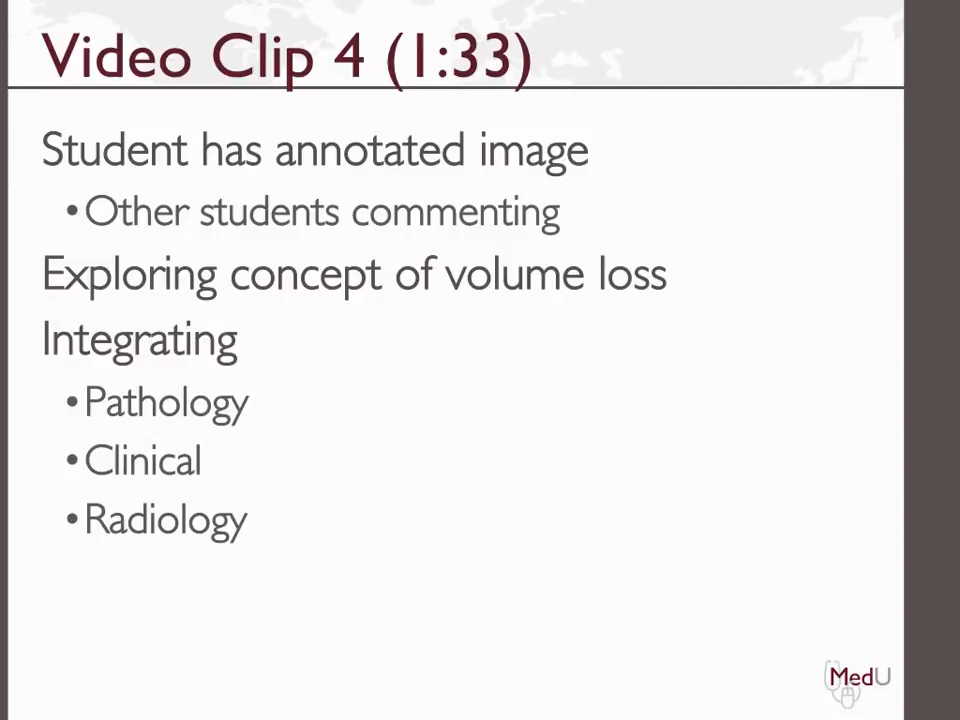 Video Clip 4 (1:33)
Student has annotated image
•Other students commenting
Exploring concept of volume loss
Integrating
•Pathology
•Clinical
•Radiology
MedU